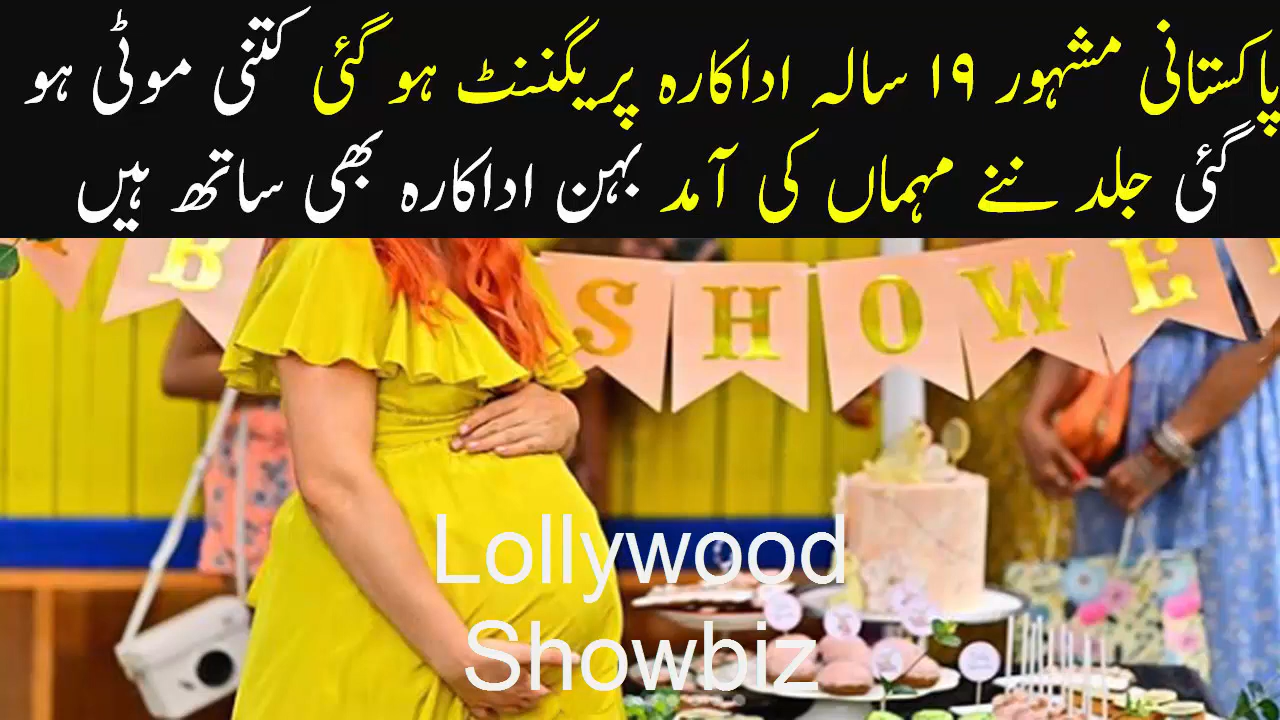 پاکستانی مشہور ۱۹ سالہ اداکارہ پریگننٹ ہو گئی کتنی موٹی ہو
گئی جلد ننے مہماں کی آمد بہن اداکارہ بھی ساتھ ہیں
B SHOWE
Lollywood
Showbiz